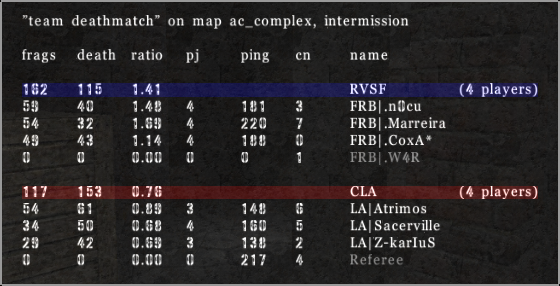 "team deathmatch" on map ac_complex, intermission
frags death ratio pj ping cn name
162 115 1.41 RVSF (4 players)
59 40 1.48 4 181 3 FRB|.n0cu
54 32 1.69 4 220 7 FRB|.Marreira
49 43 1.14 4 188 0 FRB|.CoxA*
0 0 0.00 0 0 1 FRB|.W4R
117 153 0.76 CLA (4 players)
54 61 0.89 3 148 6 LA|Atrimos
34 50 0.68 4 160 5 LA|Sacerville
29 42 0.69 3 138 2 LA|Z-karIuS
0 0 0.00 0 217 4 Referee